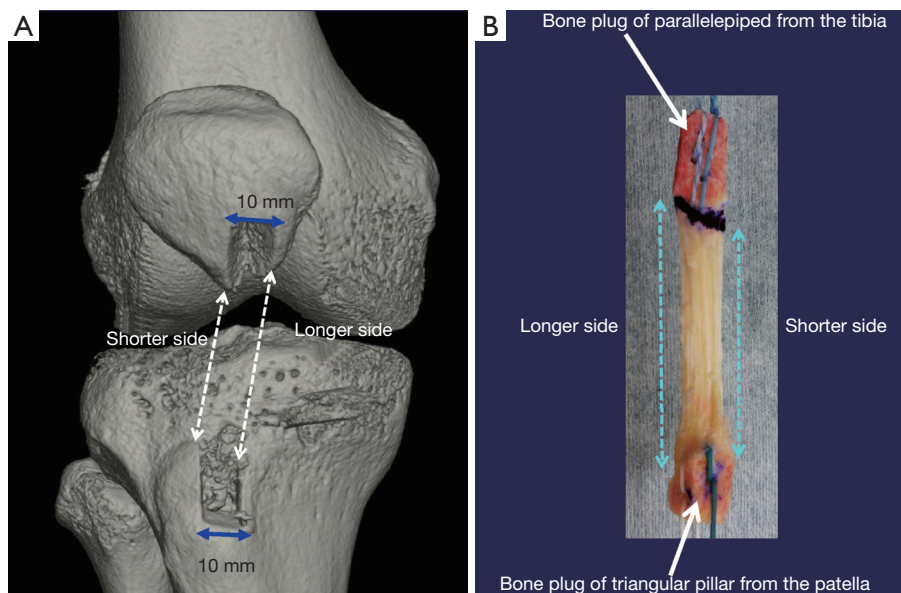 A
10 mm
Shorter side
Longer side
10 mm
B
Bone plug of parallelepiped from the tibia
Longer side
Shorter side
Bone plug of triangular pillar from the patella